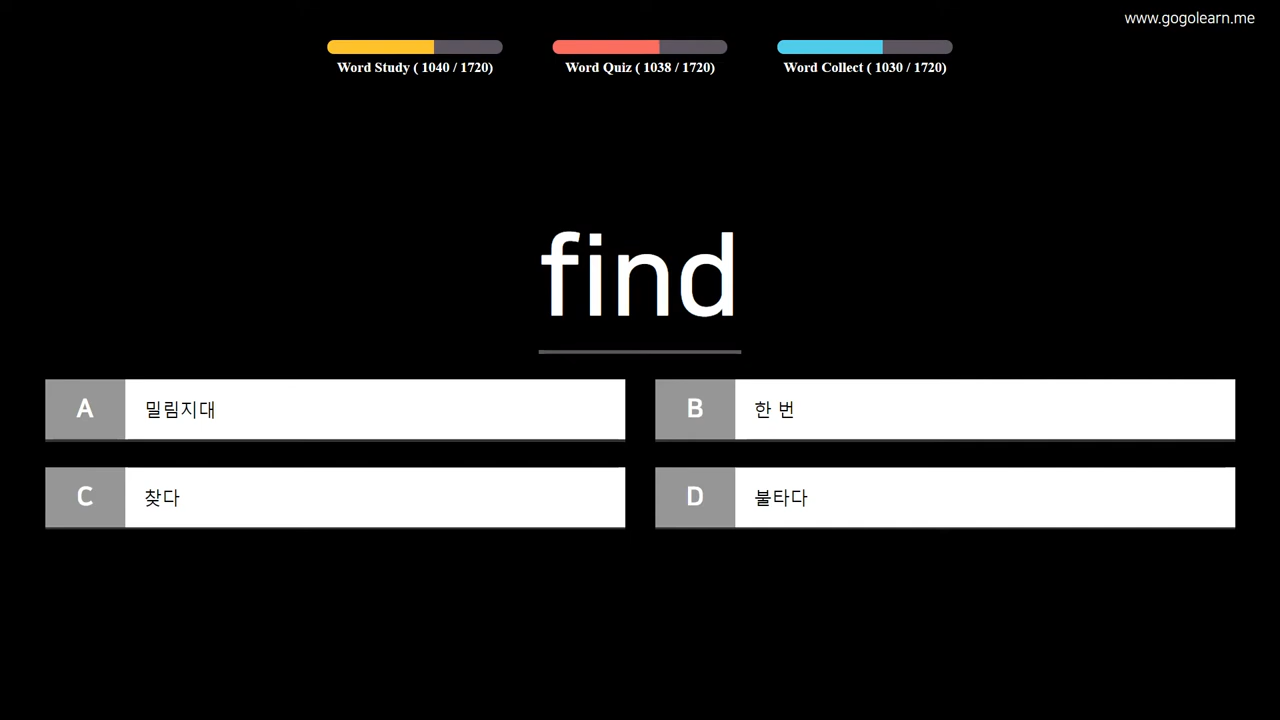 www.gogolearn.me
Word Study ( 1040 / 1720)
Word Quiz ( 1038 / 1720)
Word Collect ( 1030 / 1720)
find
A 밀림지대
B 한 번
C 찾다
D 불타다